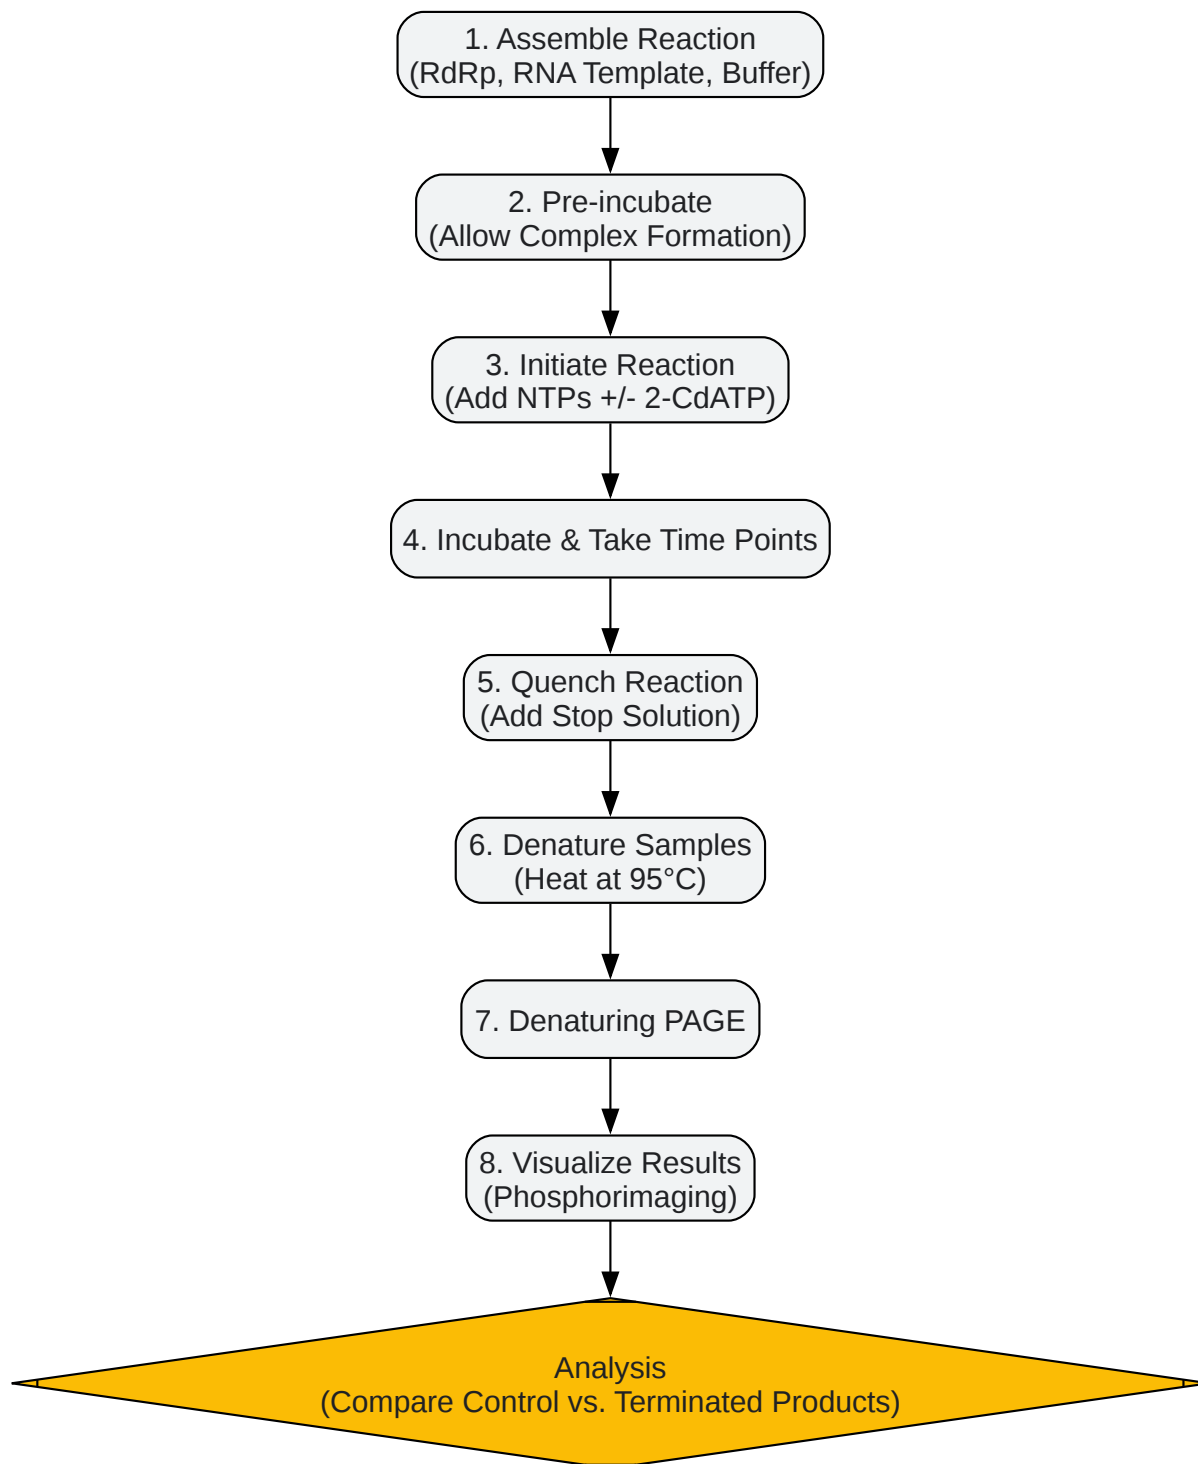 1. Assemble Reaction
(RdRp, RNA Template, Buffer)
2. Pre-incubate
(Allow Complex Formation)
3. Initiate Reaction
(Add NTPs +/- 2-CdATP)
4. Incubate & Take Time Points
5. Quench Reaction
(Add Stop Solution)
6. Denature Samples
(Heat at 95°C)
7. Denaturing PAGE
8. Visualize Results
(Phosphorimaging)
Analysis
(Compare Control vs. Terminated Products)